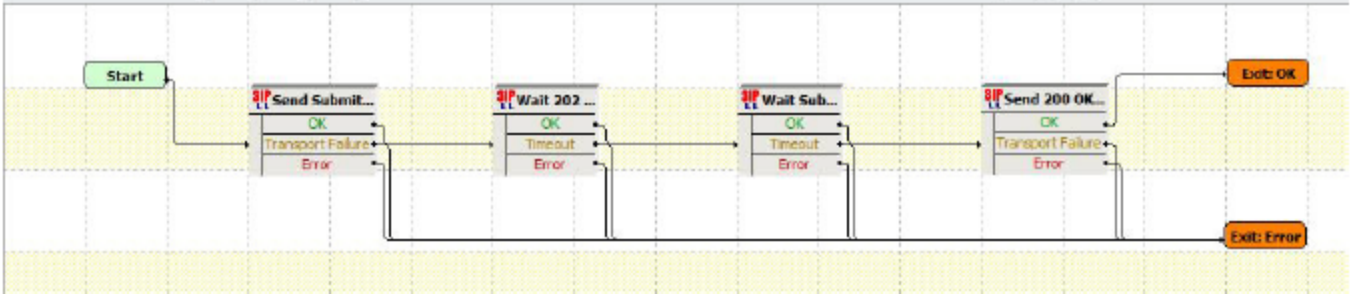 Start
SIP Send Submit...
OK
Transport Failure
Error
SIP Wait 202 ...
OK
Timeout
Error
SIP Wait Sub...
OK
Timeout
Error
SIP Send 200 OK...
OK
Transport Failure
Error
Exit: OK
Exit: Error